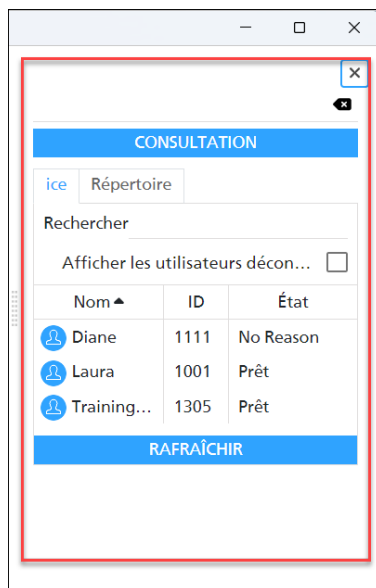 CONSULTATION
ice Répertoire
Rechercher
Afficher les utilisateurs décon...
Nom ID État
Diane 1111 No Reason
Laura 1001 Prêt
Training... 1305 Prêt
RAFRAÎCHIR